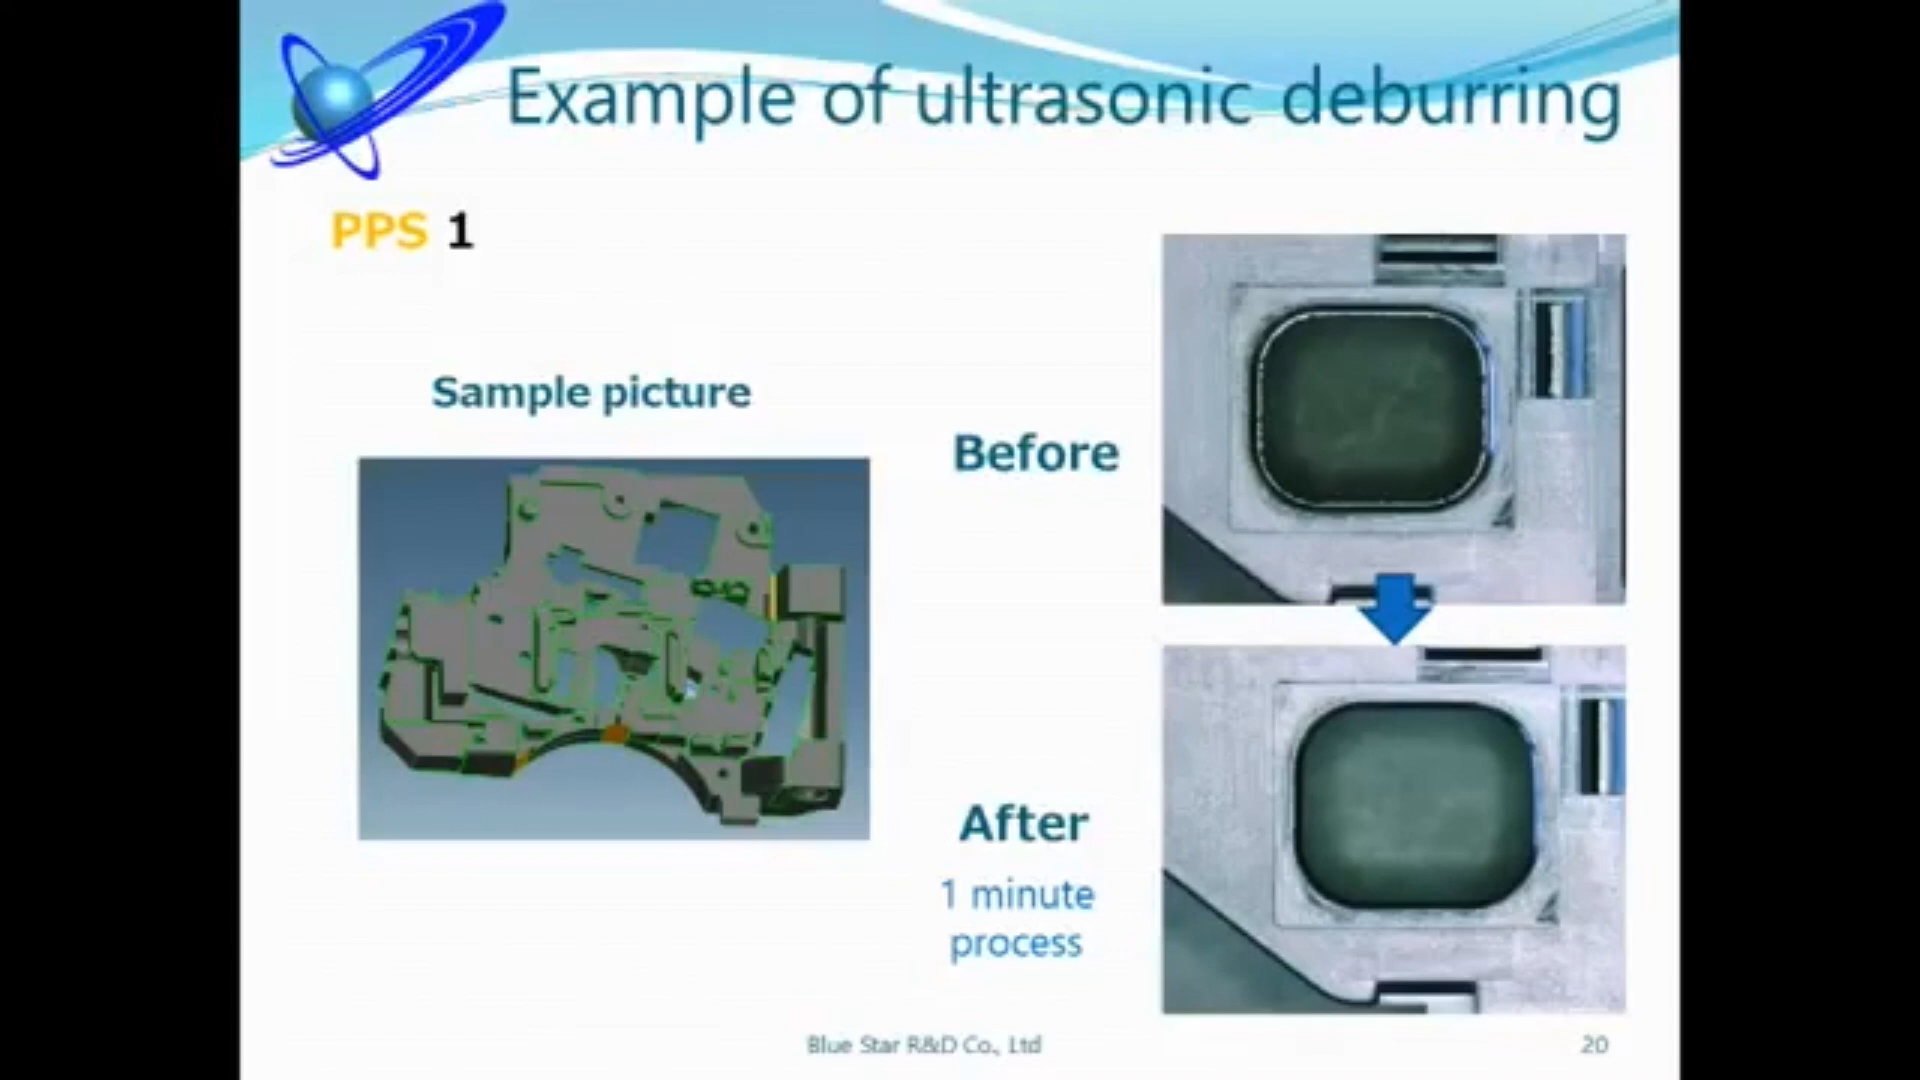 Example of ultrasonic deburring
PPS 1
Sample picture
Before
After
1 minute
process
Blue Star R&D Co., Ltd
20